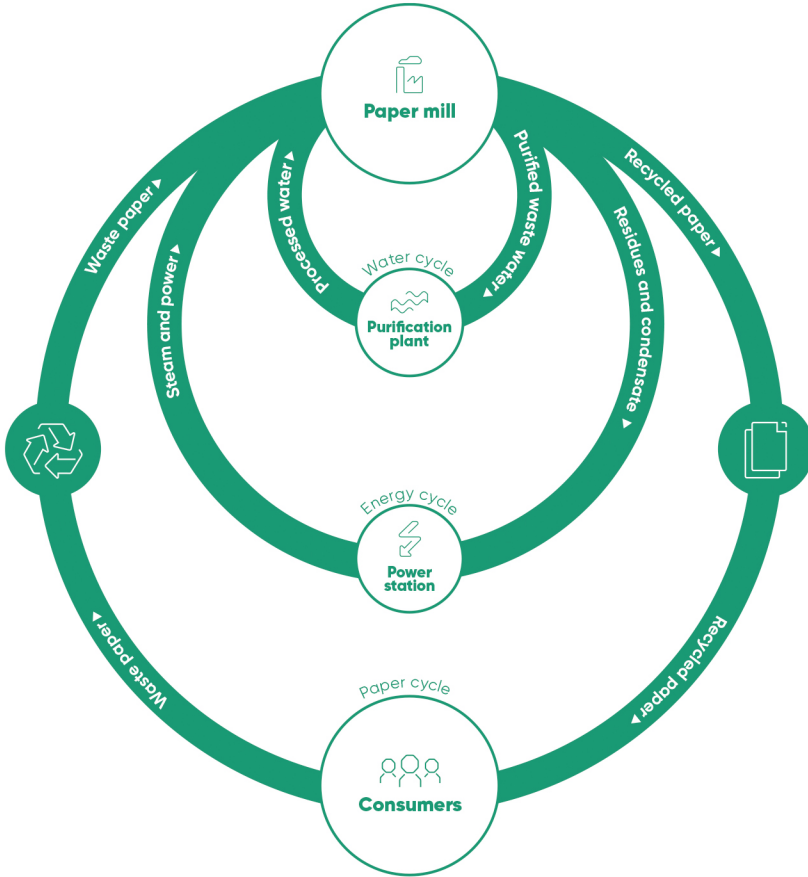 Paper mill
Waste paper ▶
Steam and power ▶
Processed water ▶
Purified waste water ▶
Residues and condensate ▶
Recycled paper ▶
Water cycle
Purification
plant
Energy cycle
Power
station
Waste paper ▶
Recycled paper ▶
Paper cycle
Consumers